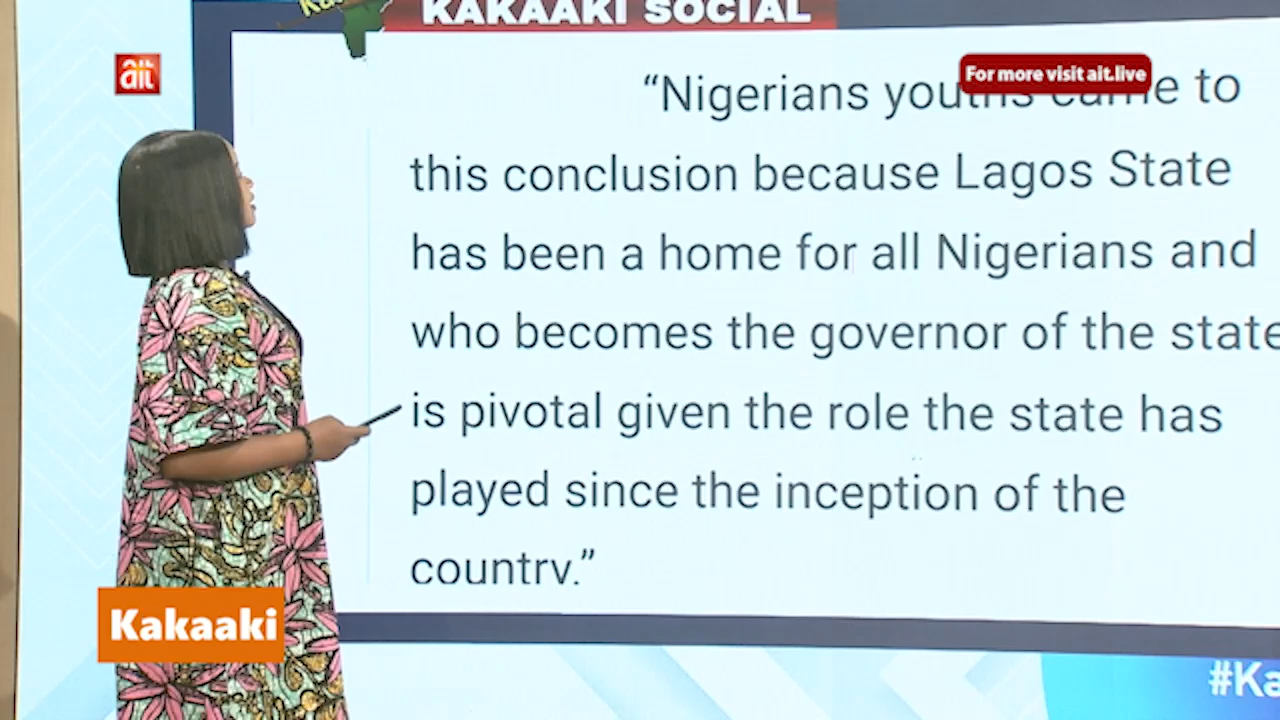 KAKAAKI SOCIAL
ait
For more visit ait.live
“Nigerians youths came to
this conclusion because Lagos State
has been a home for all Nigerians and
who becomes the governor of the state
is pivotal given the role the state has
played since the inception of the
country.”
Kakaaki
#Ka